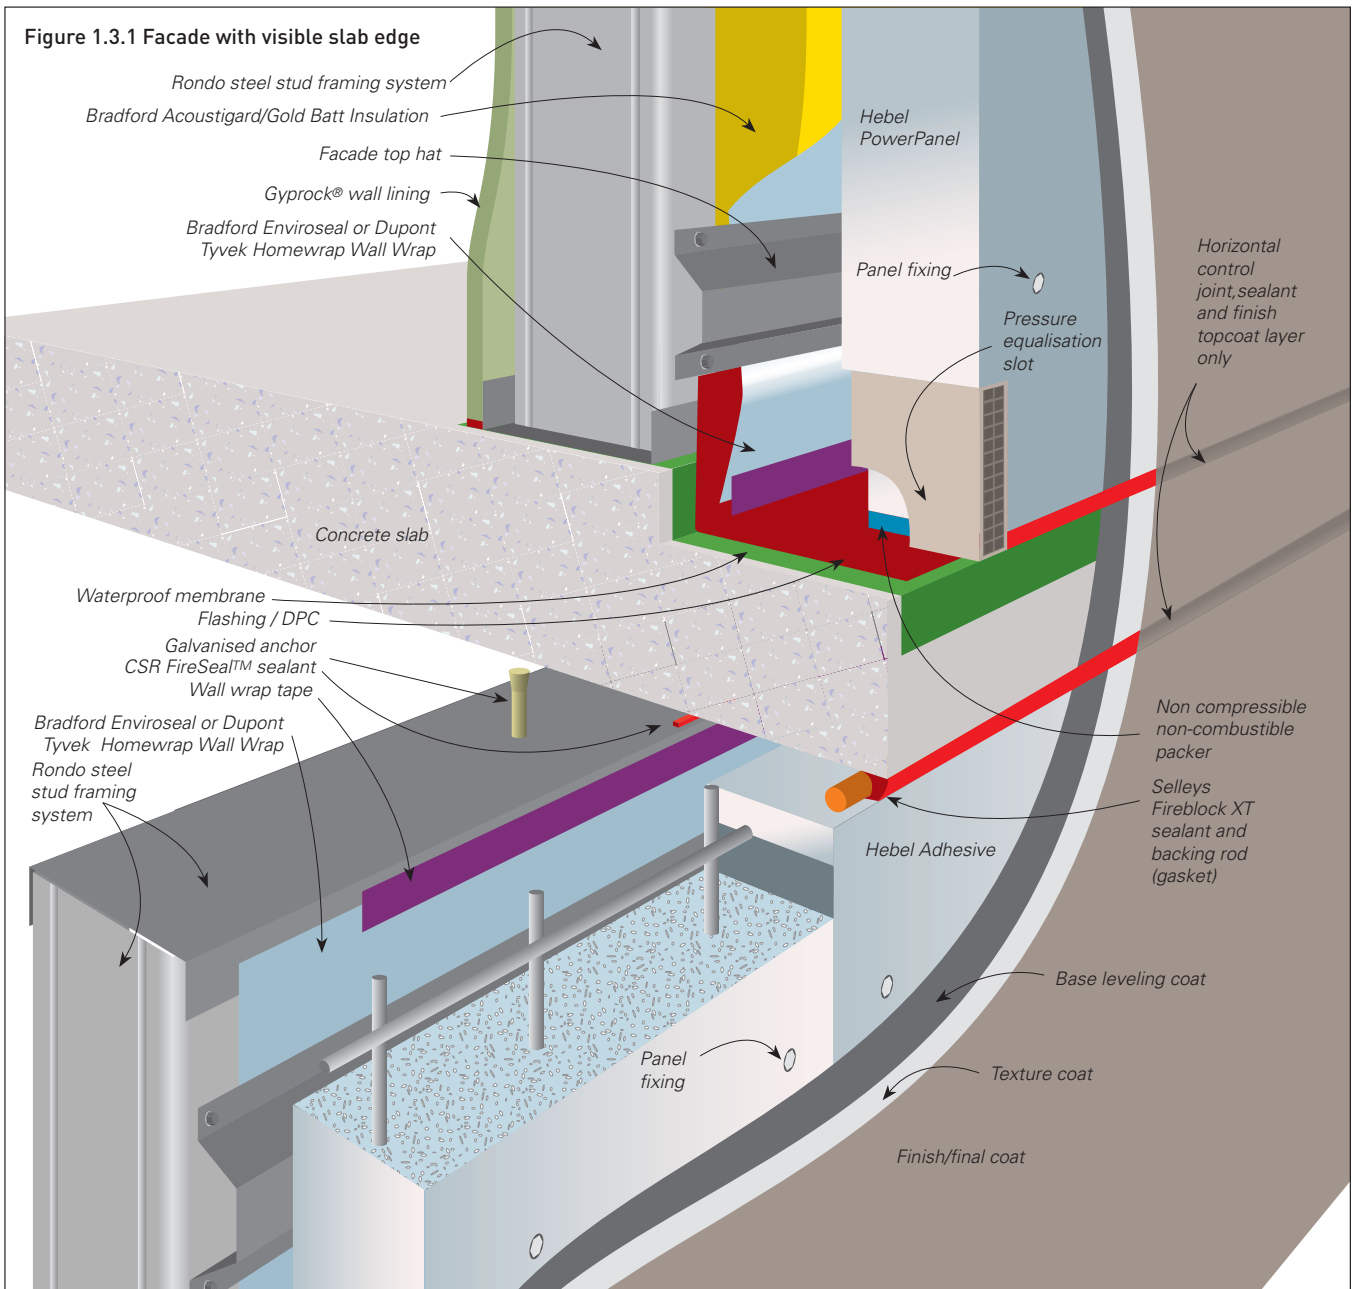 Figure 1.3.1 Facade with visible slab edge
Rondo steel stud framing system
Bradford Acoustigard/Gold Batt Insulation
Facade top hat
Gyprock® wall lining
Bradford Enviroseal or Dupont
Tyvek Homewrap Wall Wrap
Hebel
PowerPanel
Panel fixing
Pressure
equalisation
slot
Horizontal
control
joint,sealant
and finish
topcoat layer
only
Concrete slab
Waterproof membrane
Flashing / DPC
Galvanised anchor
CSR FireSeal™ sealant
Wall wrap tape
Bradford Enviroseal or Dupont
Tyvek Homewrap Wall Wrap
Rondo steel
stud framing
system
Non compressible
non-combustible
packer
Selleys
Fireblock XT
sealant and
backing rod
(gasket)
Hebel Adhesive
Base leveling coat
Panel
fixing
Texture coat
Finish/final coat